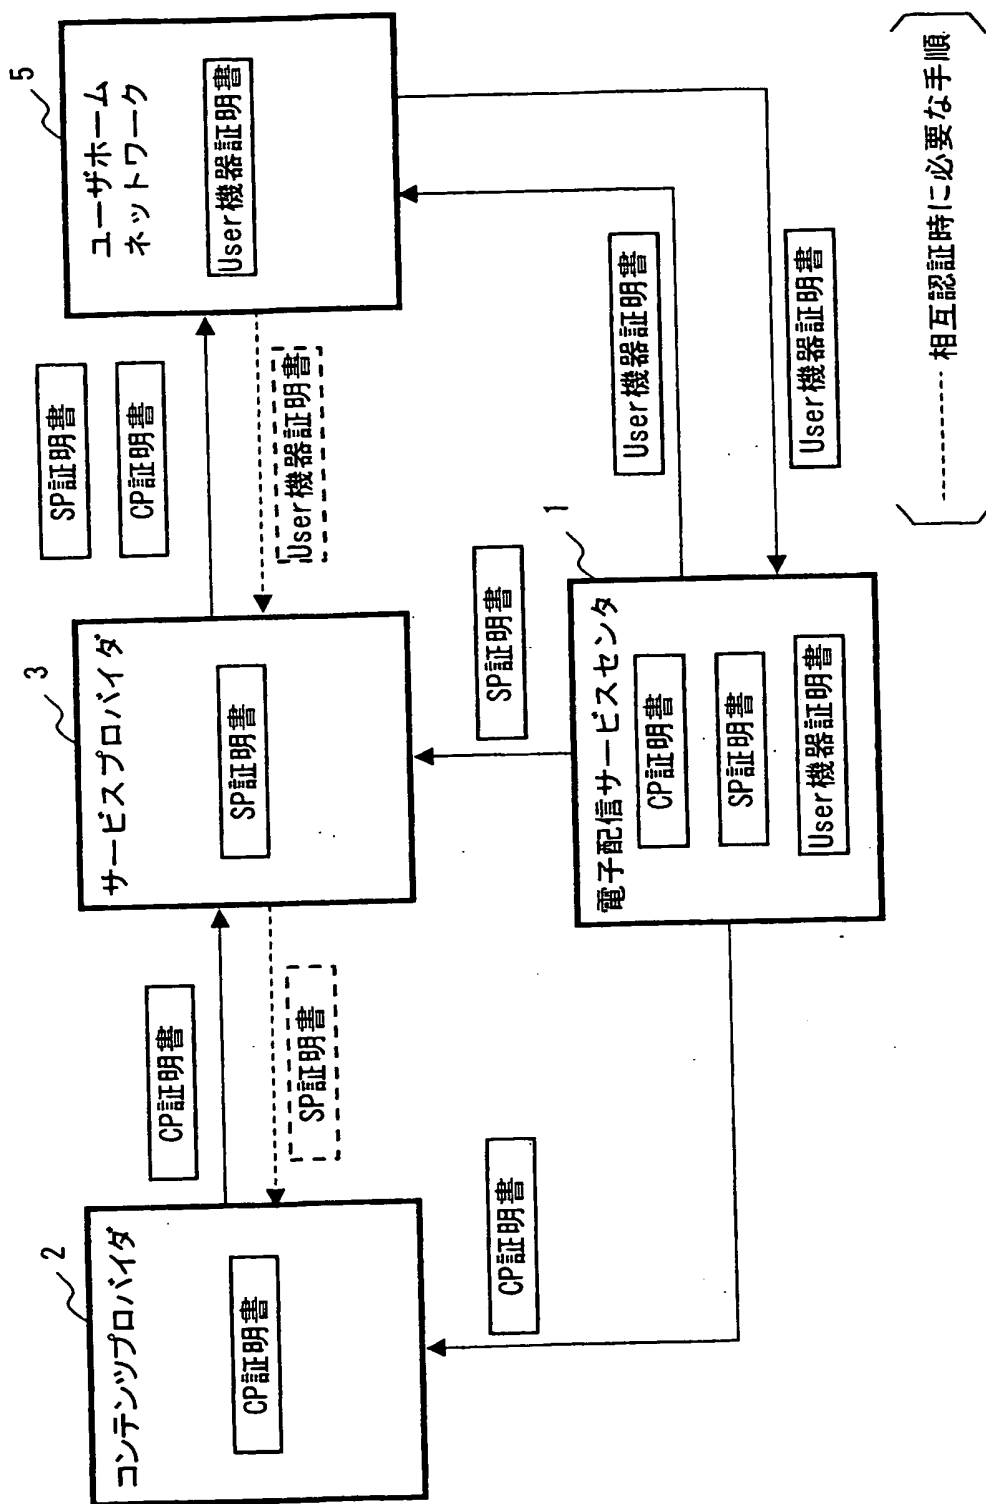 2
コンテンツプロバイダ
CP証明書
CP証明書
SP証明書
CP証明書
3
サービスプロバイダ
SP証明書
SP証明書
SP証明書
CP証明書
User機器証明書
5
ユーザホーム
ネットワーク
User機器証明書
1
電子配信サービスセンタ
CP証明書
SP証明書
User機器証明書
User機器証明書
User機器証明書
相互認証時に必要な手順